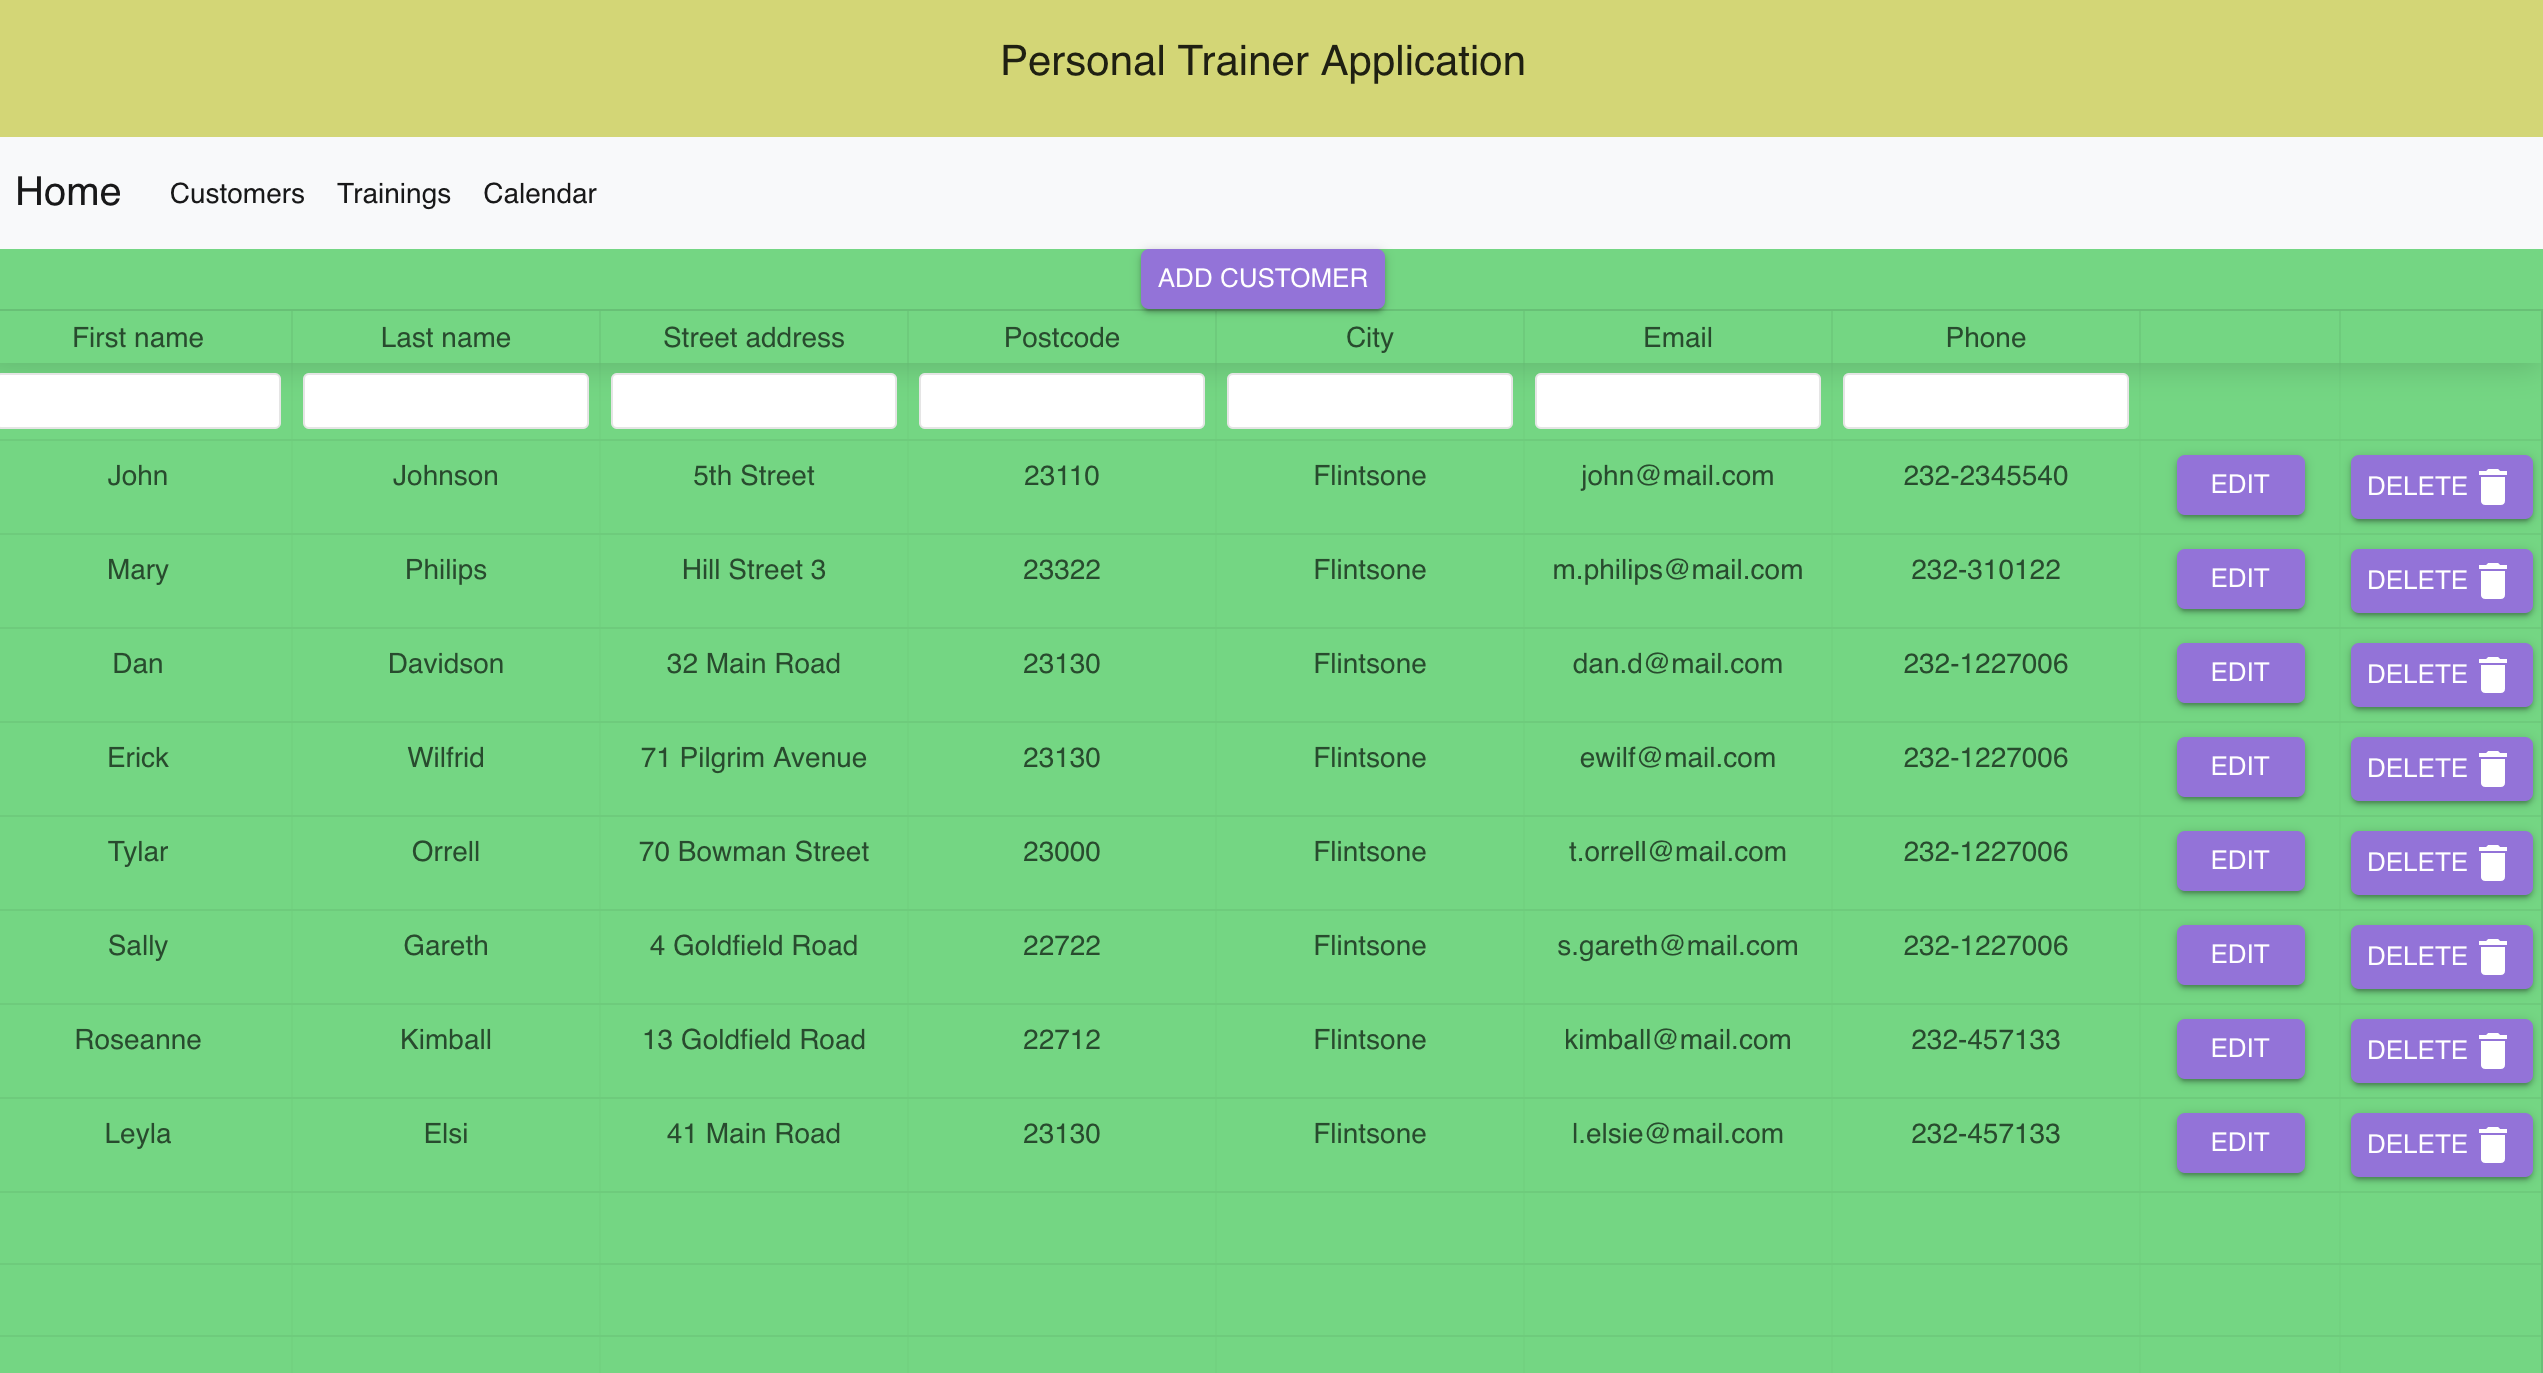 Personal Trainer Application
Home Customers Trainings Calendar
ADD CUSTOMER
First name Last name Street address Postcode City Email Phone
John Johnson 5th Street 23110 Flintsone john@mail.com 232-2345540 EDIT DELETE
Mary Philips Hill Street 3 23322 Flintsone m.philips@mail.com 232-310122 EDIT DELETE
Dan Davidson 32 Main Road 23130 Flintsone dan.d@mail.com 232-1227006 EDIT DELETE
Erick Wilfrid 71 Pilgrim Avenue 23130 Flintsone ewilf@mail.com 232-1227006 EDIT DELETE
Tylar Orrell 70 Bowman Street 23000 Flintsone t.orrell@mail.com 232-1227006 EDIT DELETE
Sally Gareth 4 Goldfield Road 22722 Flintsone s.gareth@mail.com 232-1227006 EDIT DELETE
Roseanne Kimball 13 Goldfield Road 22712 Flintsone kimball@mail.com 232-457133 EDIT DELETE
Leyla Elsi 41 Main Road 23130 Flintsone l.elsie@mail.com 232-457133 EDIT DELETE